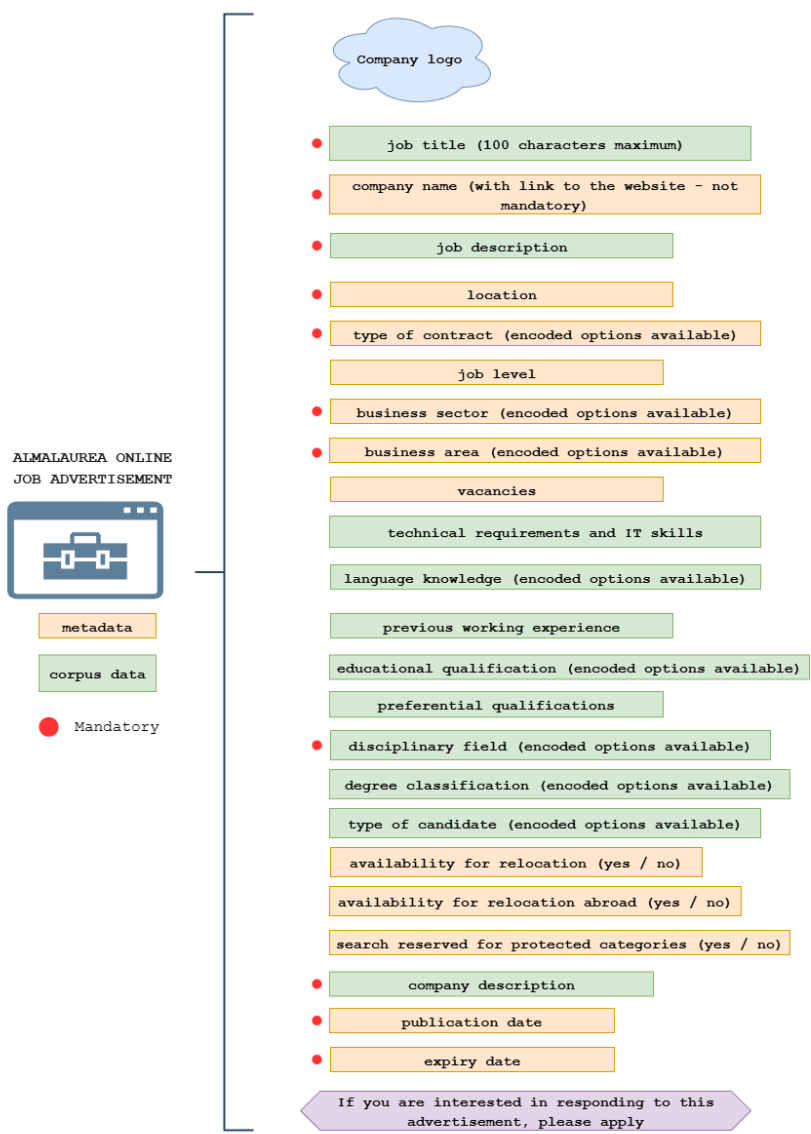 Company logo
job title (100 characters maximum)
company name (with link to the website - not
mandatory)
job description
location
type of contract (encoded options available)
job level
business sector (encoded options available)
business area (encoded options available)
vacancies
technical requirements and IT skills
language knowledge (encoded options available)
previous working experience
educational qualification (encoded options available)
preferential qualifications
disciplinary field (encoded options available)
degree classification (encoded options available)
type of candidate (encoded options available)
availability for relocation (yes / no)
availability for relocation abroad (yes / no)
search reserved for protected categories (yes / no)
company description
publication date
expiry date
If you are interested in responding to this
advertisement, please apply
ALMALAUREA ONLINE
JOB ADVERTISEMENT
metadata
corpus data
Mandatory